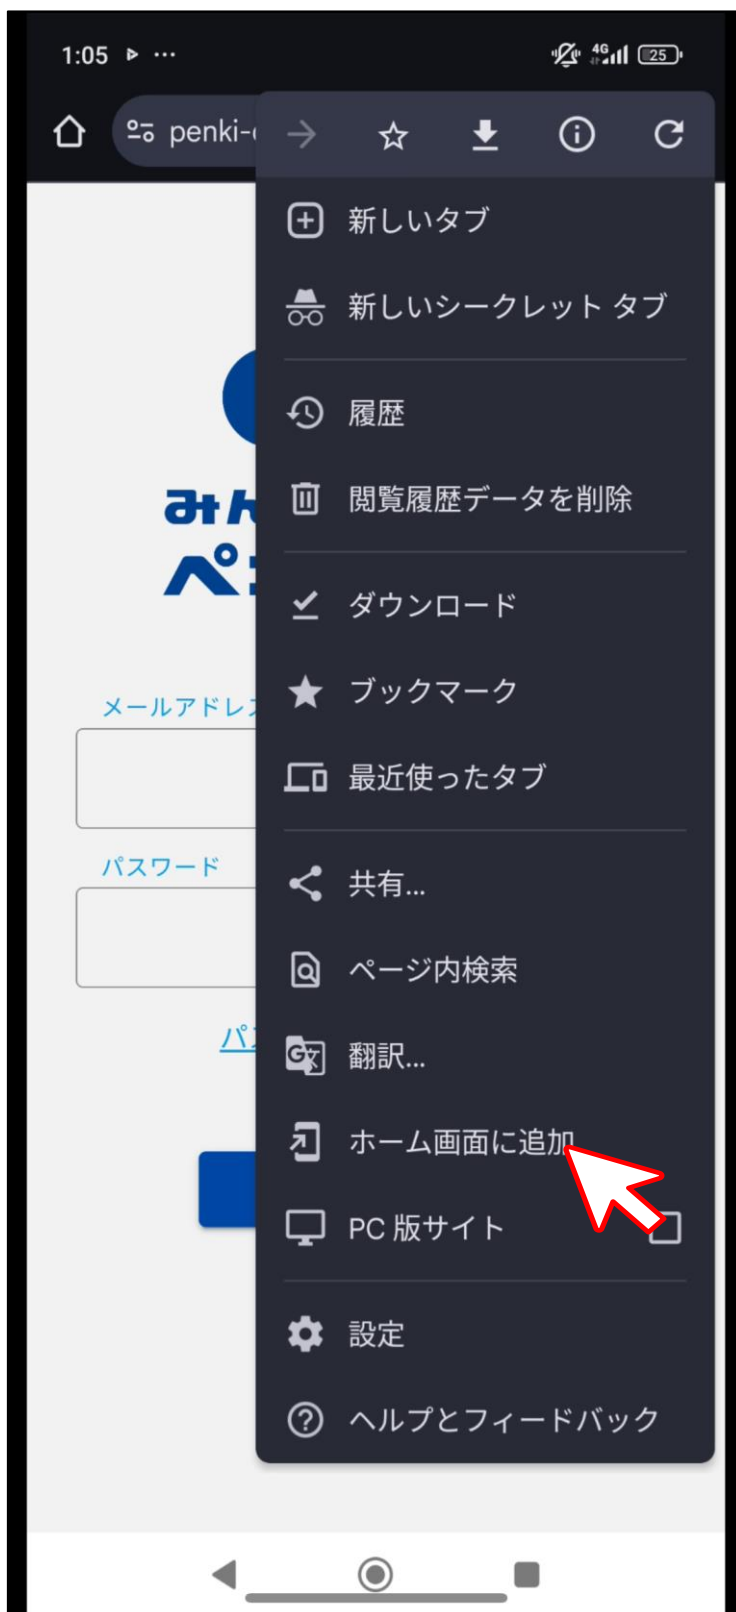 1:05
4G
25
penki-
新しいタブ
新しいシークレット タブ
履歴
閲覧履歴データを削除
みん
ペ
ダウンロード
ブックマーク
メールアドレス
最近使ったタブ
パスワード
共有...
ページ内検索
パ
翻訳...
ホーム画面に追加
PC 版サイト
設定
ヘルプとフィードバック